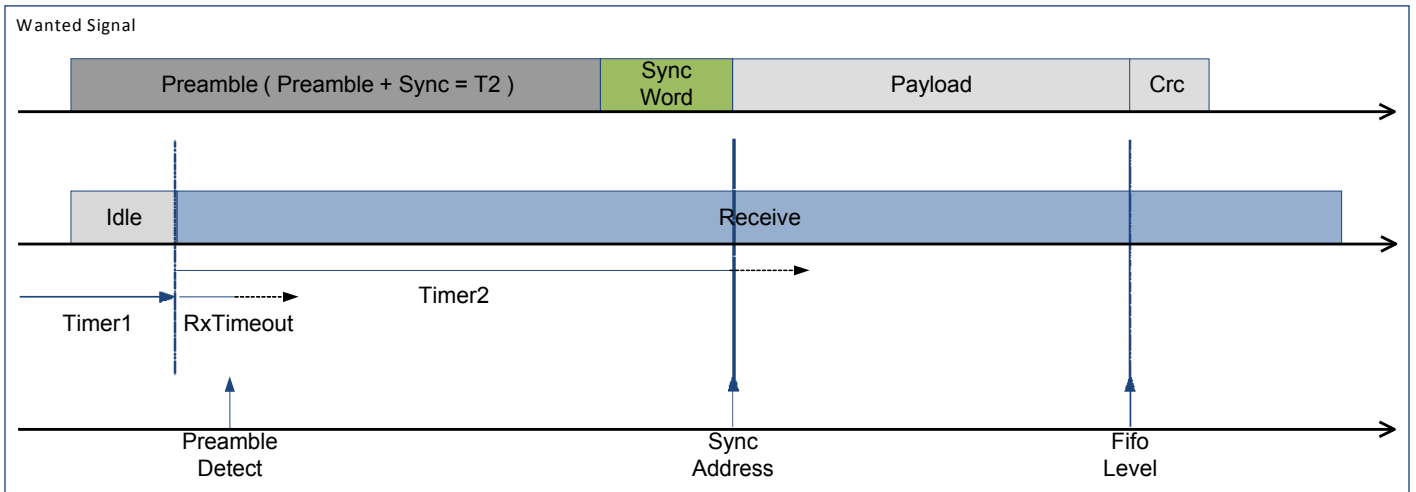 Wanted Signal
Preamble ( Preamble + Sync = T2 )
Sync
Word
Payload
Crc
Idle
Receive
Timer2
Timer1
RxTimeout
Preamble
Detect
Sync
Address
Fifo
Level